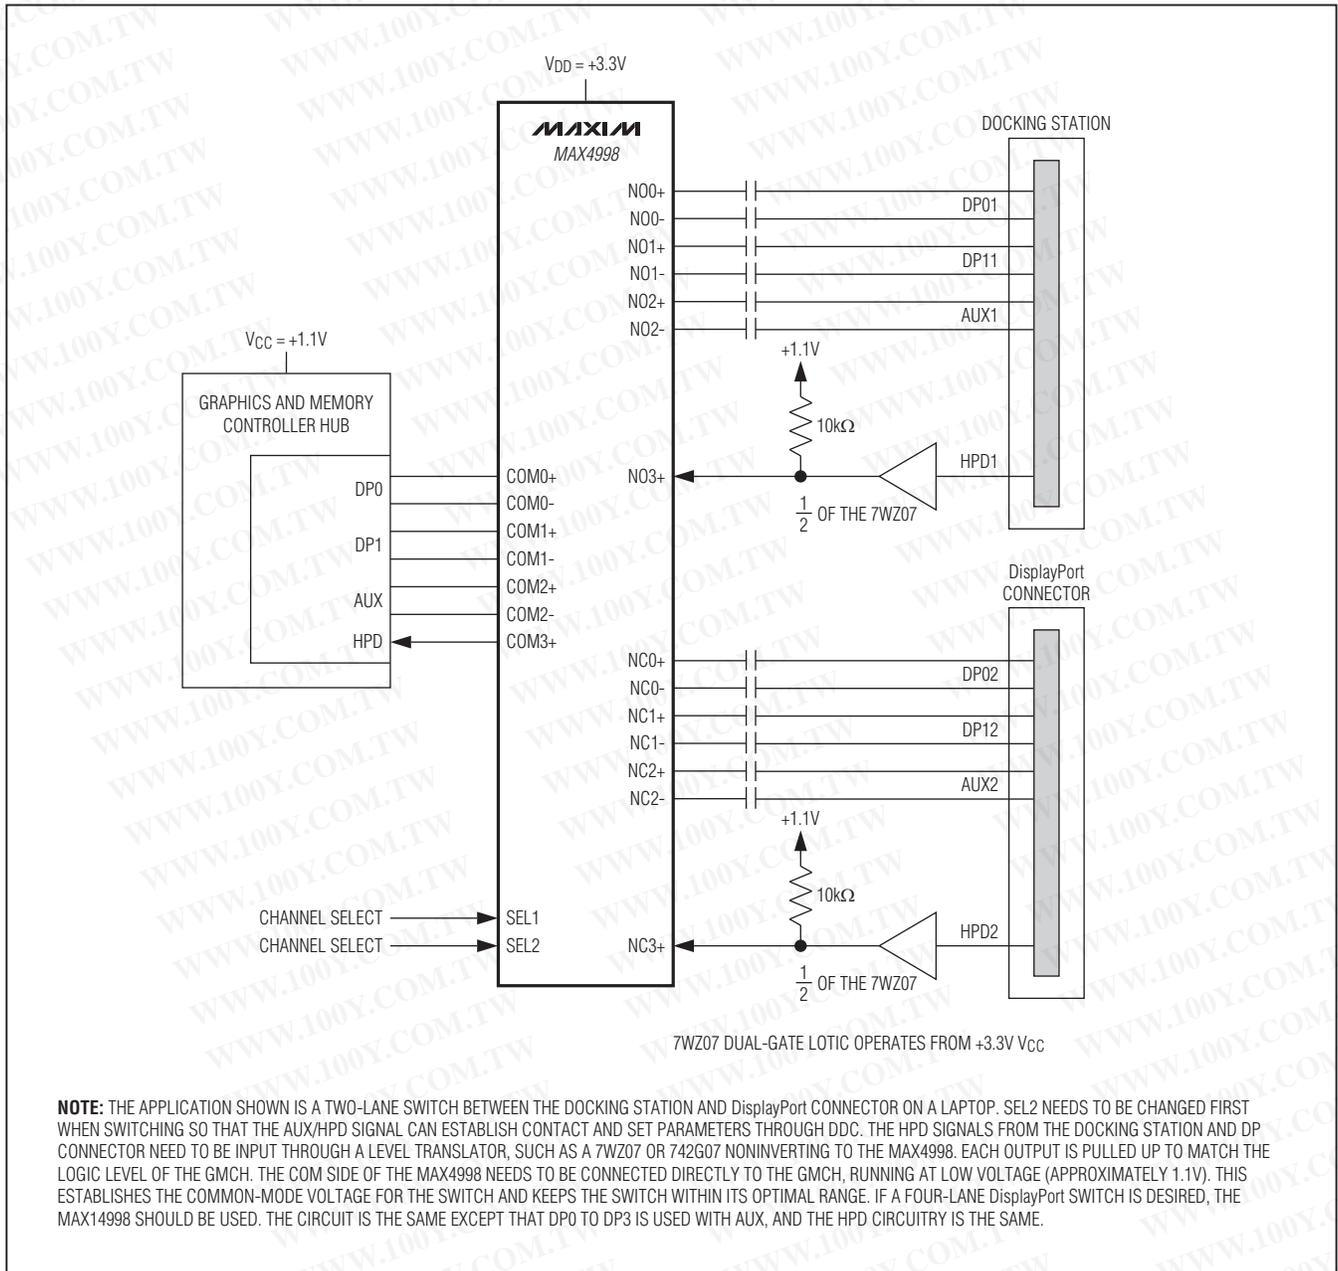 VDD = +3.3V
MAXIM
MAX4998
DOCKING STATION
NO0+
DP01
NO0-
NO1+
DP11
NO1-
NO2+
AUX1
NO2-
+1.1V
10kΩ
NO3+
HPD1
1/2 OF THE 7WZ07
VCC = +1.1V
GRAPHICS AND MEMORY
CONTROLLER HUB
DP0
DP1
AUX
HPD
COM0+
COM0-
COM1+
COM1-
COM2+
COM2-
COM3+
DisplayPort
CONNECTOR
NC0+
DP02
NC0-
NC1+
DP12
NC1-
NC2+
AUX2
NC2-
+1.1V
10kΩ
CHANNEL SELECT
SEL1
CHANNEL SELECT
SEL2
NC3+
HPD2
1/2 OF THE 7WZ07
7WZ07 DUAL-GATE LOTIC OPERATES FROM +3.3V VCC
NOTE: THE APPLICATION SHOWN IS A TWO-LANE SWITCH BETWEEN THE DOCKING STATION AND DisplayPort CONNECTOR ON A LAPTOP. SEL2 NEEDS TO BE CHANGED FIRST
WHEN SWITCHING SO THAT THE AUX/HPD SIGNAL CAN ESTABLISH CONTACT AND SET PARAMETERS THROUGH DDC. THE HPD SIGNALS FROM THE DOCKING STATION AND DP
CONNECTOR NEED TO BE INPUT THROUGH A LEVEL TRANSLATOR, SUCH AS A 7WZ07 OR 742G07 NONINVERTING TO THE MAX4998. EACH OUTPUT IS PULLED UP TO MATCH THE
LOGIC LEVEL OF THE GMCH. THE COM SIDE OF THE MAX4998 NEEDS TO BE CONNECTED DIRECTLY TO THE GMCH, RUNNING AT LOW VOLTAGE (APPROXIMATELY 1.1V). THIS
ESTABLISHES THE COMMON-MODE VOLTAGE FOR THE SWITCH AND KEEPS THE SWITCH WITHIN ITS OPTIMAL RANGE. IF A FOUR-LANE DisplayPort SWITCH IS DESIRED, THE
MAX14998 SHOULD BE USED. THE CIRCUIT IS THE SAME EXCEPT THAT DP0 TO DP3 IS USED WITH AUX, AND THE HPD CIRCUITRY IS THE SAME.
WWW.100Y.COM.TW